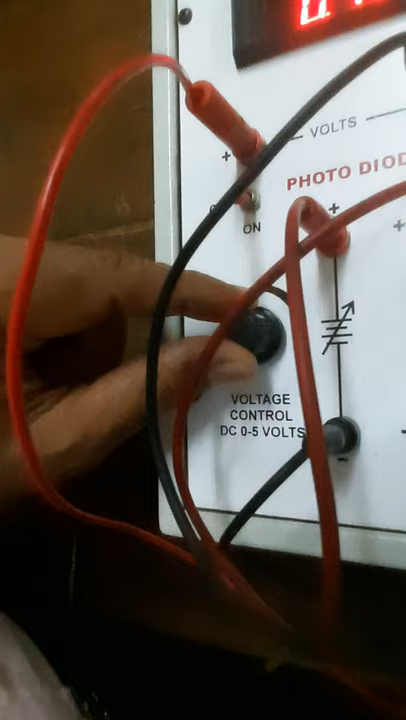 VOLTS
PHOTO DIOD
ON
VOLTAGE
CONTROL
DC 0-5 VOLTS